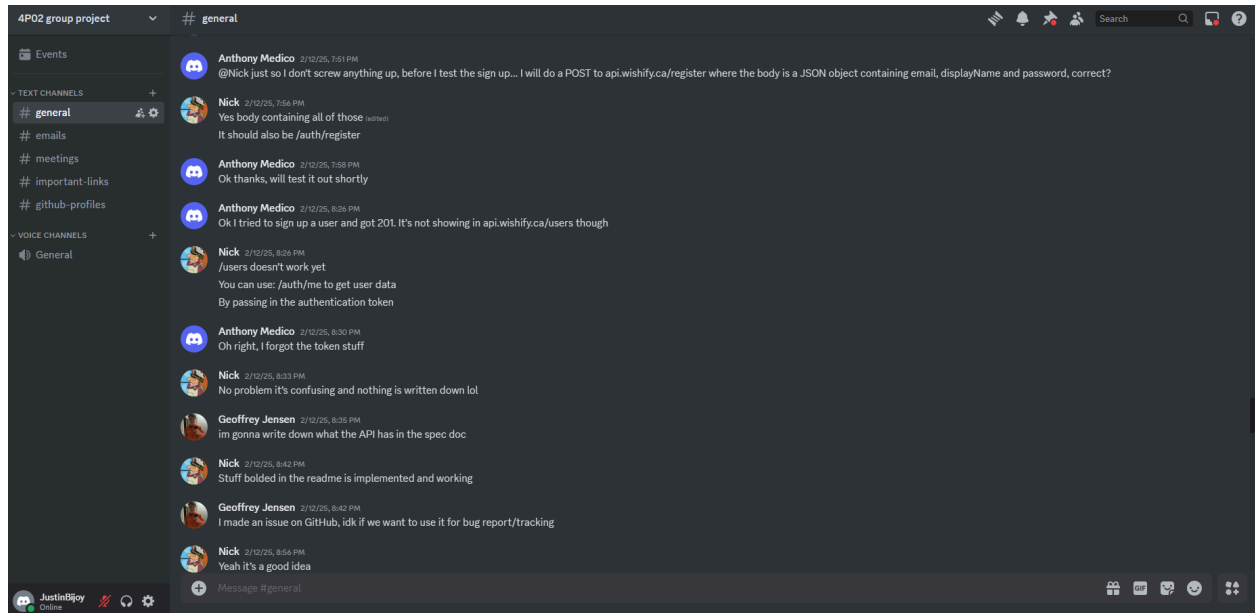 4P02 group project
# general
Search
Events
TEXT CHANNELS
# general
# emails
# meetings
# important-links
# github-profiles
VOICE CHANNELS
General
Anthony Medico 2/12/25, 7:51 PM
@Nick just so I don't screw anything up, before I test the sign up... I will do a POST to api.wishify.ca/register where the body is a JSON object containing email, displayName and password, correct?
Nick 2/12/25, 7:56 PM
Yes body containing all of those (edited)
It should also be /auth/register
Anthony Medico 2/12/25, 7:58 PM
Ok thanks, will test it out shortly
Anthony Medico 2/12/25, 8:26 PM
Ok I tried to sign up a user and got 201. It's not showing in api.wishify.ca/users though
Nick 2/12/25, 8:26 PM
/users doesn't work yet
You can use: /auth/me to get user data
By passing in the authentication token
Anthony Medico 2/12/25, 8:30 PM
Oh right, I forgot the token stuff
Nick 2/12/25, 8:33 PM
No problem it's confusing and nothing is written down lol
Geoffrey Jensen 2/12/25, 8:35 PM
im gonna write down what the API has in the spec doc
Nick 2/12/25, 8:42 PM
Stuff bolded in the readme is implemented and working
Geoffrey Jensen 2/12/25, 8:42 PM
I made an issue on GitHub, idk if we want to use it for bug report/tracking
Nick 2/12/25, 8:56 PM
Yeah it's a good idea
Message #general
GIF
JustinBijoy
Online